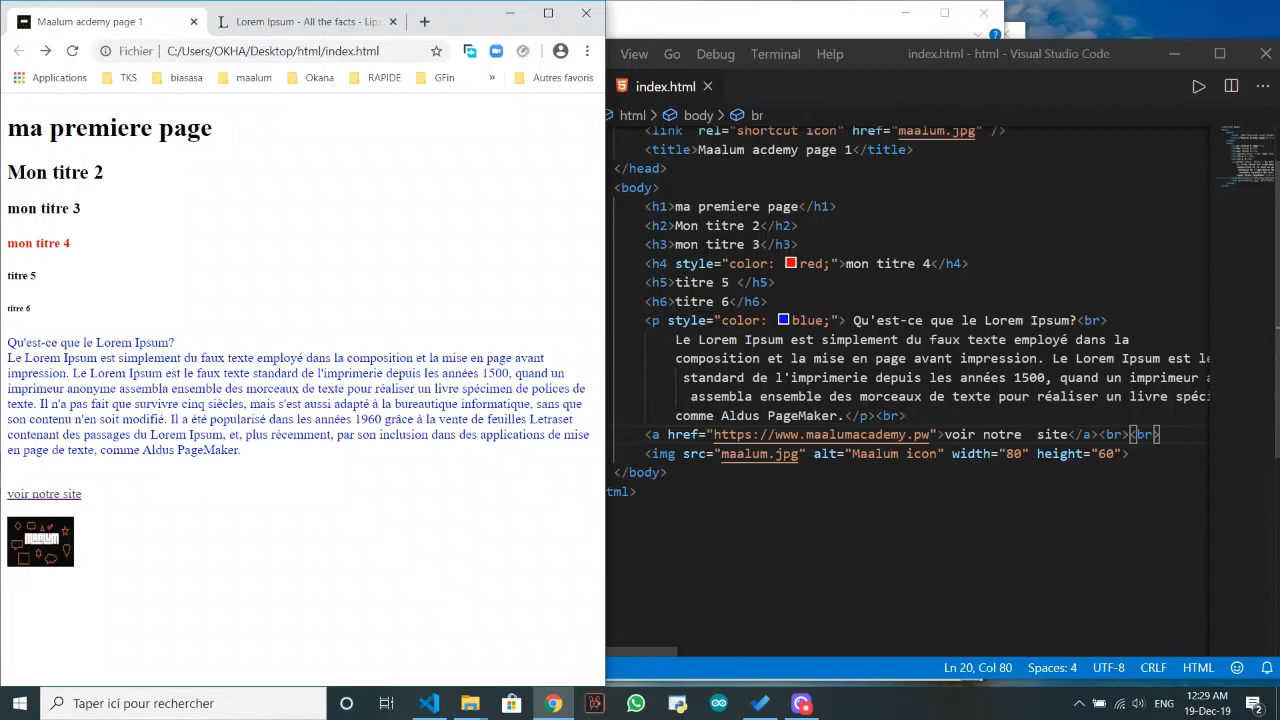 Maalum acdemy page 1
Lorem Ipsum - All the facts - Lip
Fichier
C:/Users/OKHA/Desktop/html/index.html
Applications
TKS
biasasa
maalum
Okana
RAPIDE
GFin
»
Autres favoris
ma premiere page
Mon titre 2
mon titre 3
mon titre 4
titre 5
titre 6
Qu'est-ce que le Lorem Ipsum?
Le Lorem Ipsum est simplement du faux texte employé dans la composition et la mise en page avant
impression. Le Lorem Ipsum est le faux texte standard de l'imprimerie depuis les années 1500, quand un
imprimeur anonyme assembla ensemble des morceaux de texte pour réaliser un livre spécimen de polices de
texte. Il n'a pas fait que survivre cinq siècles, mais s'est aussi adapté à la bureautique informatique, sans que
son contenu n'en soit modifié. Il a été popularisé dans les années 1960 grâce à la vente de feuilles Letraset
contenant des passages du Lorem Ipsum, et, plus récemment, par son inclusion dans des applications de mise
en page de texte, comme Aldus PageMaker.
voir notre site
View Go Debug Terminal Help
index.html - html - Visual Studio Code
index.html
html > body > br
<link rel="shortcut icon" href="maalum.jpg" />
<title>Maalum acdemy page 1</title>
</head>
<body>
<h1>ma premiere page</h1>
<h2>Mon titre 2</h2>
<h3>mon titre 3</h3>
<h4 style="color: red;">mon titre 4</h4>
<h5>titre 5 </h5>
<h6>titre 6</h6>
<p style="color: blue;"> Qu'est-ce que le Lorem Ipsum?<br>
Le Lorem Ipsum est simplement du faux texte employé dans la
composition et la mise en page avant impression. Le Lorem Ipsum est le
standard de l'imprimerie depuis les années 1500, quand un imprimeur a
assembla ensemble des morceaux de texte pour réaliser un livre spéci
comme Aldus PageMaker.</p><br>
<a href="https://www.maalumacademy.pw">voir notre  site</a><br><br>
<img src="maalum.jpg" alt="Maalum icon" width="80" height="60">
</body>
tml>
Ln 20, Col 80
Spaces: 4
UTF-8
CRLF
HTML
Taper ici pour rechercher
ENG
12:29 AM
19-Dec-19
2